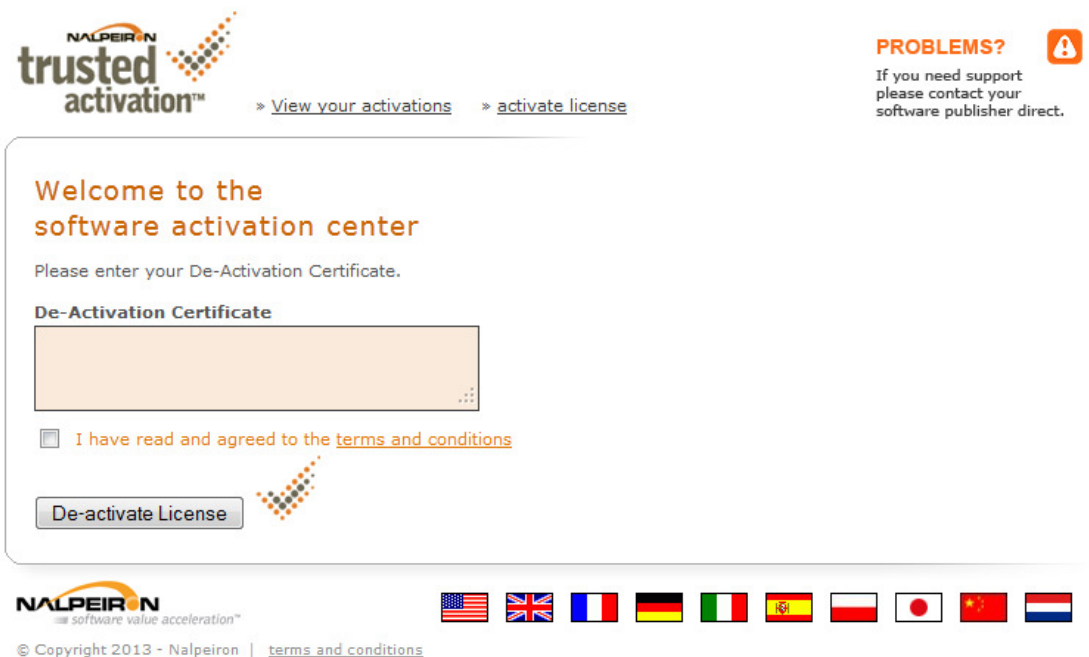 NALPEIRON
trusted
activation™
» View your activations » activate license
PROBLEMS?
If you need support
please contact your
software publisher direct.
Welcome to the
software activation center
Please enter your De-Activation Certificate.
De-Activation Certificate
I have read and agreed to the terms and conditions
De-activate License
NALPEIRON
software value acceleration™
© Copyright 2013 - Nalpeiron | terms and conditions